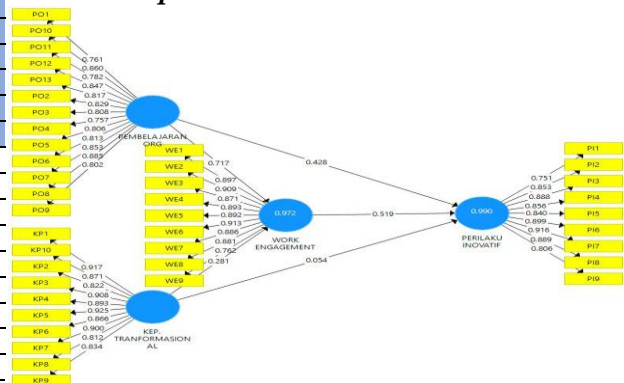 PO1
PO10
PO11
PO12
PO13
PO2
PO3
PO4
PO5
PO6
PO7
PO8
PO9
0.761
0.860
0.782
0.847
0.817
0.829
0.808
0.757
0.806
0.813
0.853
0.885
0.802
PEMBELAJARAN
ORG
WE1
WE2
WE3
WE4
WE5
WE6
WE7
WE8
WE9
0.717
0.897
0.909
0.871
0.893
0.892
0.913
0.886
0.881
0.762
0.281
0.972
WORK
ENGAGEMENT
0.428
0.519
0.054
0.990
PERILAKU
INOVATIF
0.751
0.853
0.888
0.856
0.840
0.899
0.916
0.889
0.806
PI1
PI2
PI3
PI4
PI5
PI6
PI7
PI8
PI9
KP1
KP10
KP2
KP3
KP4
KP5
KP6
KP7
KP8
KP9
0.917
0.871
0.822
0.908
0.893
0.925
0.866
0.900
0.812
0.834
KEP.
TRANFORMASION
AL